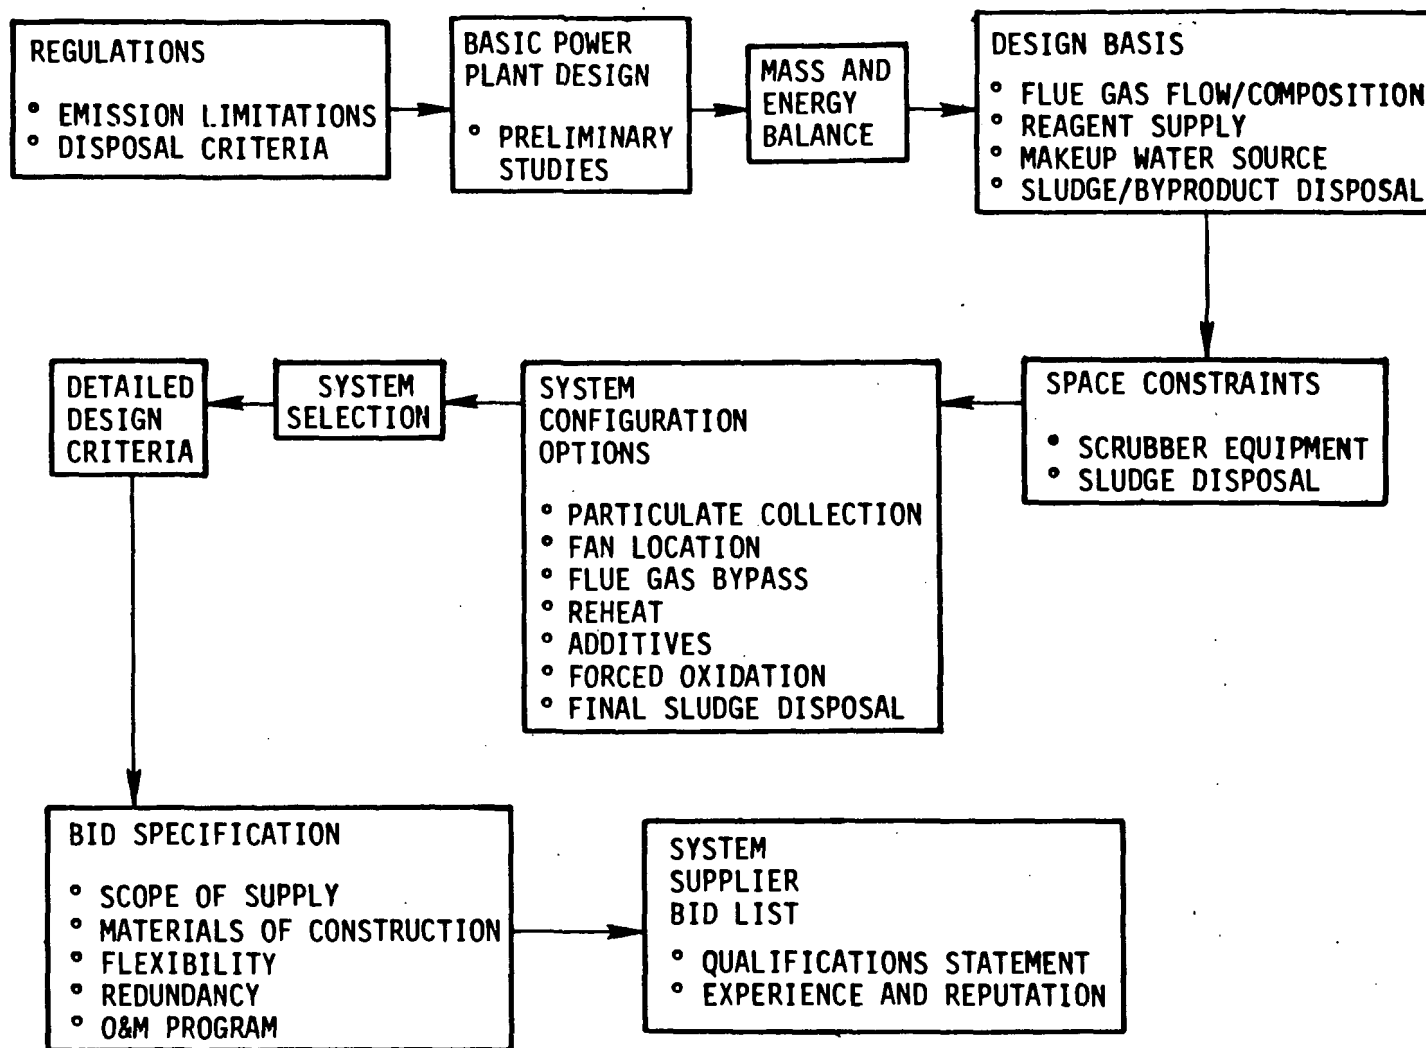 REGULATIONS
° EMISSION LIMITATIONS
° DISPOSAL CRITERIA
BASIC POWER
PLANT DESIGN
° PRELIMINARY
STUDIES
MASS AND
ENERGY
BALANCE
DESIGN BASIS
° FLUE GAS FLOW/COMPOSITION
° REAGENT SUPPLY
° MAKEUP WATER SOURCE
° SLUDGE/BYPRODUCT DISPOSAL
SPACE CONSTRAINTS
° SCRUBBER EQUIPMENT
° SLUDGE DISPOSAL
SYSTEM
CONFIGURATION
OPTIONS
° PARTICULATE COLLECTION
° FAN LOCATION
° FLUE GAS BYPASS
° REHEAT
° ADDITIVES
° FORCED OXIDATION
° FINAL SLUDGE DISPOSAL
SYSTEM
SELECTION
DETAILED
DESIGN
CRITERIA
BID SPECIFICATION
° SCOPE OF SUPPLY
° MATERIALS OF CONSTRUCTION
° FLEXIBILITY
° REDUNDANCY
° O&M PROGRAM
SYSTEM
SUPPLIER
BID LIST
° QUALIFICATIONS STATEMENT
° EXPERIENCE AND REPUTATION